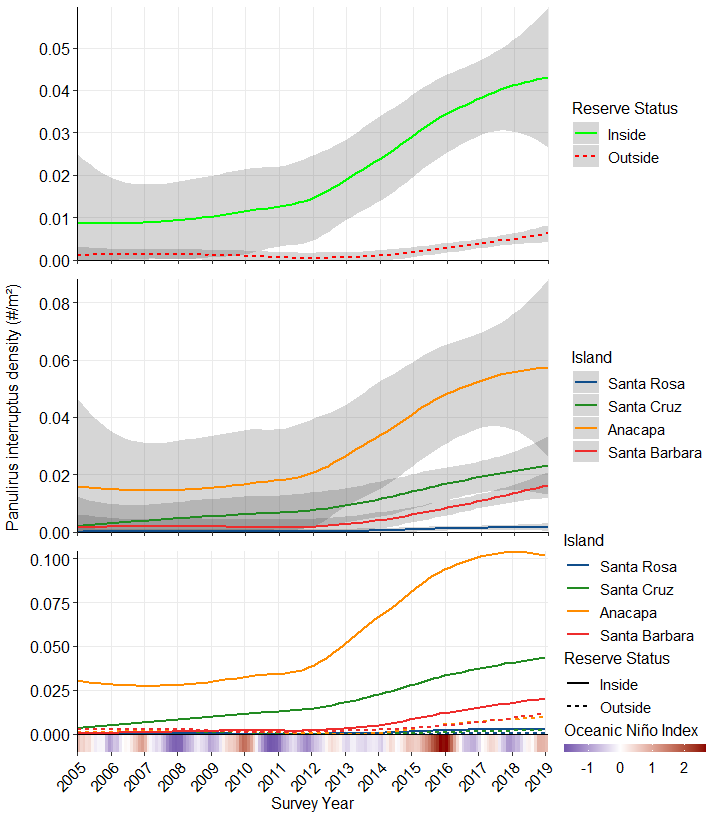 Panulirus interruptus density (#/m²)
0.05
0.04
0.03
0.02
0.01
0.00
Reserve Status
Inside
Outside
0.08
0.06
0.04
0.02
0.00
Island
Santa Rosa
Santa Cruz
Anacapa
Santa Barbara
0.100
0.075
0.050
0.025
0.000
Island
Santa Rosa
Santa Cruz
Anacapa
Santa Barbara
Reserve Status
Inside
Outside
Oceanic Niño Index
-1 0 1 2
2005 2006 2007 2008 2009 2010 2011 2012 2013 2014 2015 2016 2017 2018 2019
Survey Year